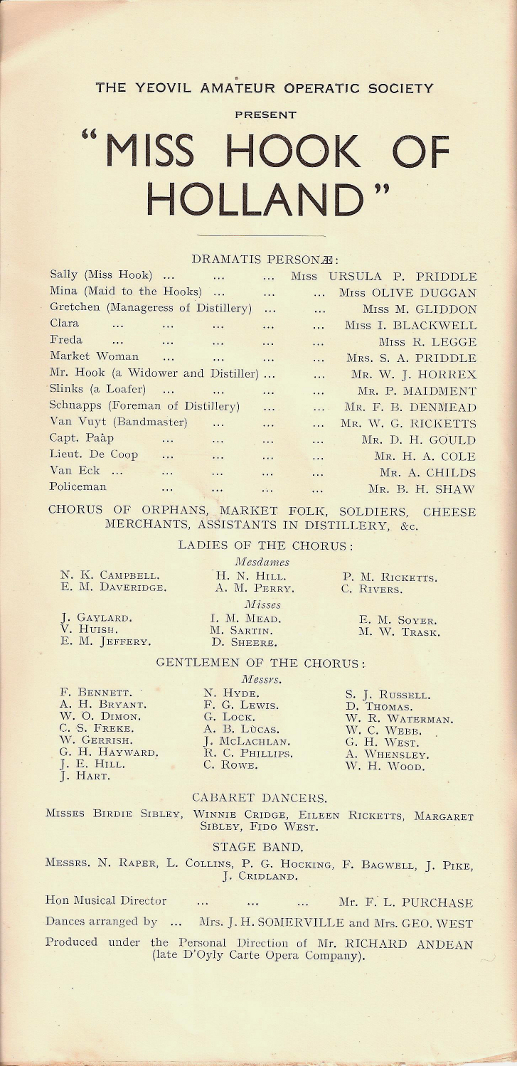 THE YEOVIL AMATEUR OPERATIC SOCIETY
PRESENT
"MISS HOOK OF
HOLLAND"
DRAMATIS PERSONÆ:
Sally (Miss Hook) ... ... ... Miss URSULA P. PRIDDLE
Mina (Maid to the Hooks) ... ... ... Miss OLIVE DUGGAN
Gretchen (Manageress of Distillery) ... ... Miss M. GLIDDON
Clara ... ... ... ... ... Miss I. BLACKWELL
Freda ... ... ... ... ... Miss R. LEGGE
Market Woman ... ... ... ... Mrs. S. A. PRIDDLE
Mr. Hook (a Widower and Distiller) ... ... Mr. W. J. HORREX
Slinks (a Loafer) ... ... ... ... Mr. P. MAIDMENT
Schnapps (Foreman of Distillery) ... ... Mr. F. B. DENMEAD
Van Vuyt (Bandmaster) ... ... ... Mr. W. G. RICKETTS
Capt. Paâp ... ... ... ... Mr. D. H. GOULD
Lieut. De Coop ... ... ... ... Mr. H. A. COLE
Van Eck ... ... ... ... ... Mr. A. CHILDS
Policeman ... ... ... ... Mr. B. H. SHAW
CHORUS OF ORPHANS, MARKET FOLK, SOLDIERS, CHEESE
MERCHANTS, ASSISTANTS IN DISTILLERY, &c.
LADIES OF THE CHORUS:
Mesdames
N. K. Campbell. H. N. Hill. P. M. Ricketts.
E. M. Daveridge. A. M. Perry. C. Rivers.
Misses
J. Gaylard. I. M. Mead. E. M. Soyer.
V. Huish. M. Sartin. M. W. Trask.
E. M. Jeffery. D. Sheere.
GENTLEMEN OF THE CHORUS:
Messrs.
F. Bennett. N. Hyde. S. J. Russell.
A. H. Bryant. F. G. Lewis. D. Thomas.
W. O. Dimon. G. Lock. W. R. Waterman.
C. S. Freke. A. B. Lucas. W. C. Webb.
W. Gerrish. J. McLachlan. G. H. West.
G. H. Hayward. R. C. Phillips. A. Whensley.
J. E. Hill. C. Rowe. W. H. Wood.
J. Hart.
CABARET DANCERS.
Misses Birdie Sibley, Winnie Cridge, Eileen Ricketts, Margaret
Sibley, Fido West.
STAGE BAND.
Messrs. N. Raper, L. Collins, P. G. Hocking, F. Bagwell, J. Pike,
J. Cridland.
Hon Musical Director ... ... ... Mr. F. L. PURCHASE
Dances arranged by ... Mrs. J. H. SOMERVILLE and Mrs. GEO. WEST
Produced under the Personal Direction of Mr. RICHARD ANDEAN
(late D'Oyly Carte Opera Company).